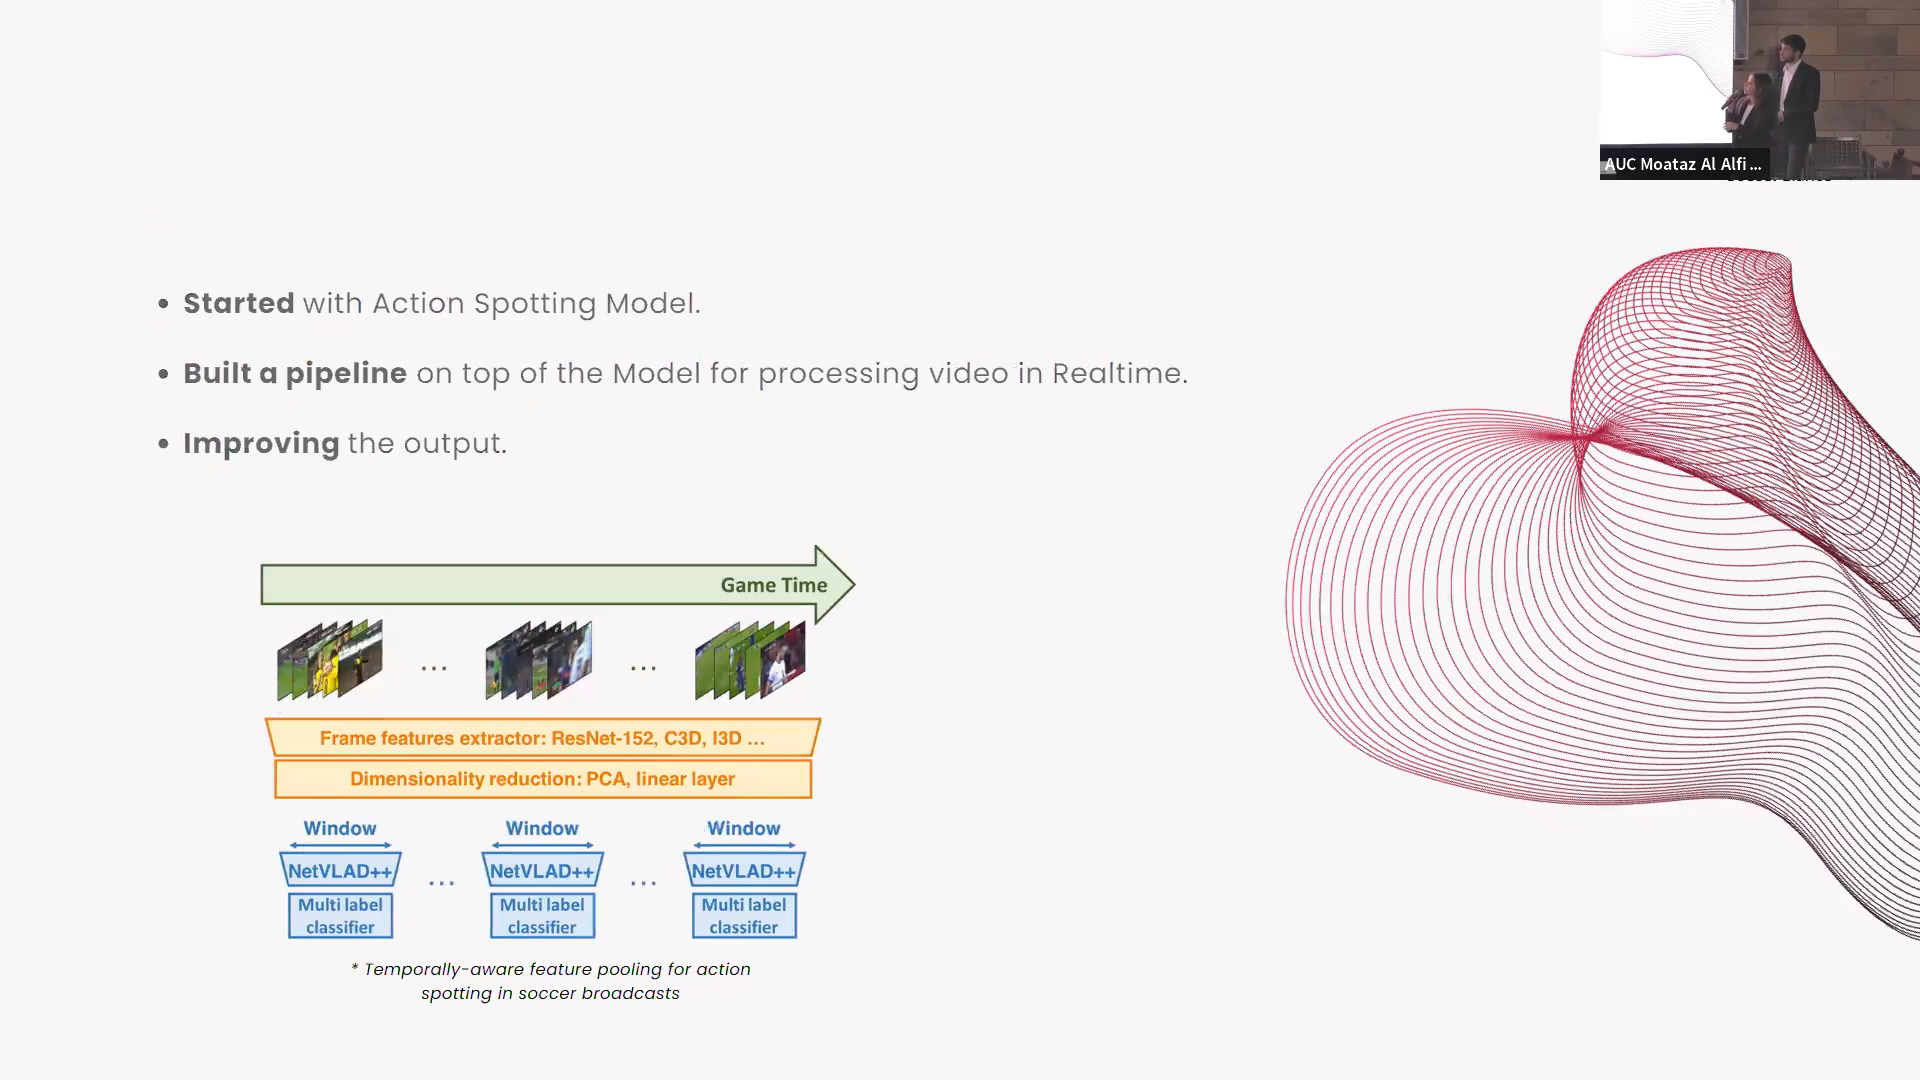 AUC Moataz Al Alfi ...
• Started with Action Spotting Model.
• Built a pipeline on top of the Model for processing video in Realtime.
• Improving the output.
Game Time
... ...
Frame features extractor: ResNet-152, C3D, I3D ...
Dimensionality reduction: PCA, linear layer
Window Window Window
NetVLAD++ ... NetVLAD++ ... NetVLAD++
Multi label Multi label Multi label
classifier classifier classifier
* Temporally-aware feature pooling for action
spotting in soccer broadcasts